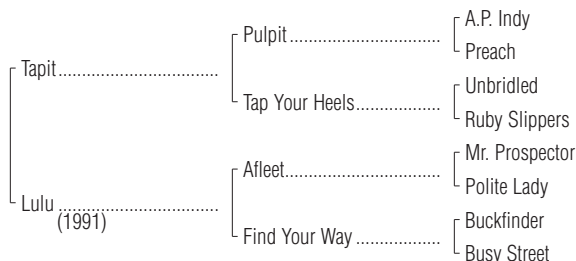 A.P. Indy
Pulpit........................................
Preach
Tapit..........................................
Unbridled
Tap Your Heels......................
Ruby Slippers
Mr. Prospector
Afleet........................................
Polite Lady
Lulu ..........................................
(1991)
Buckfinder
Find Your Way ......................
Busy Street